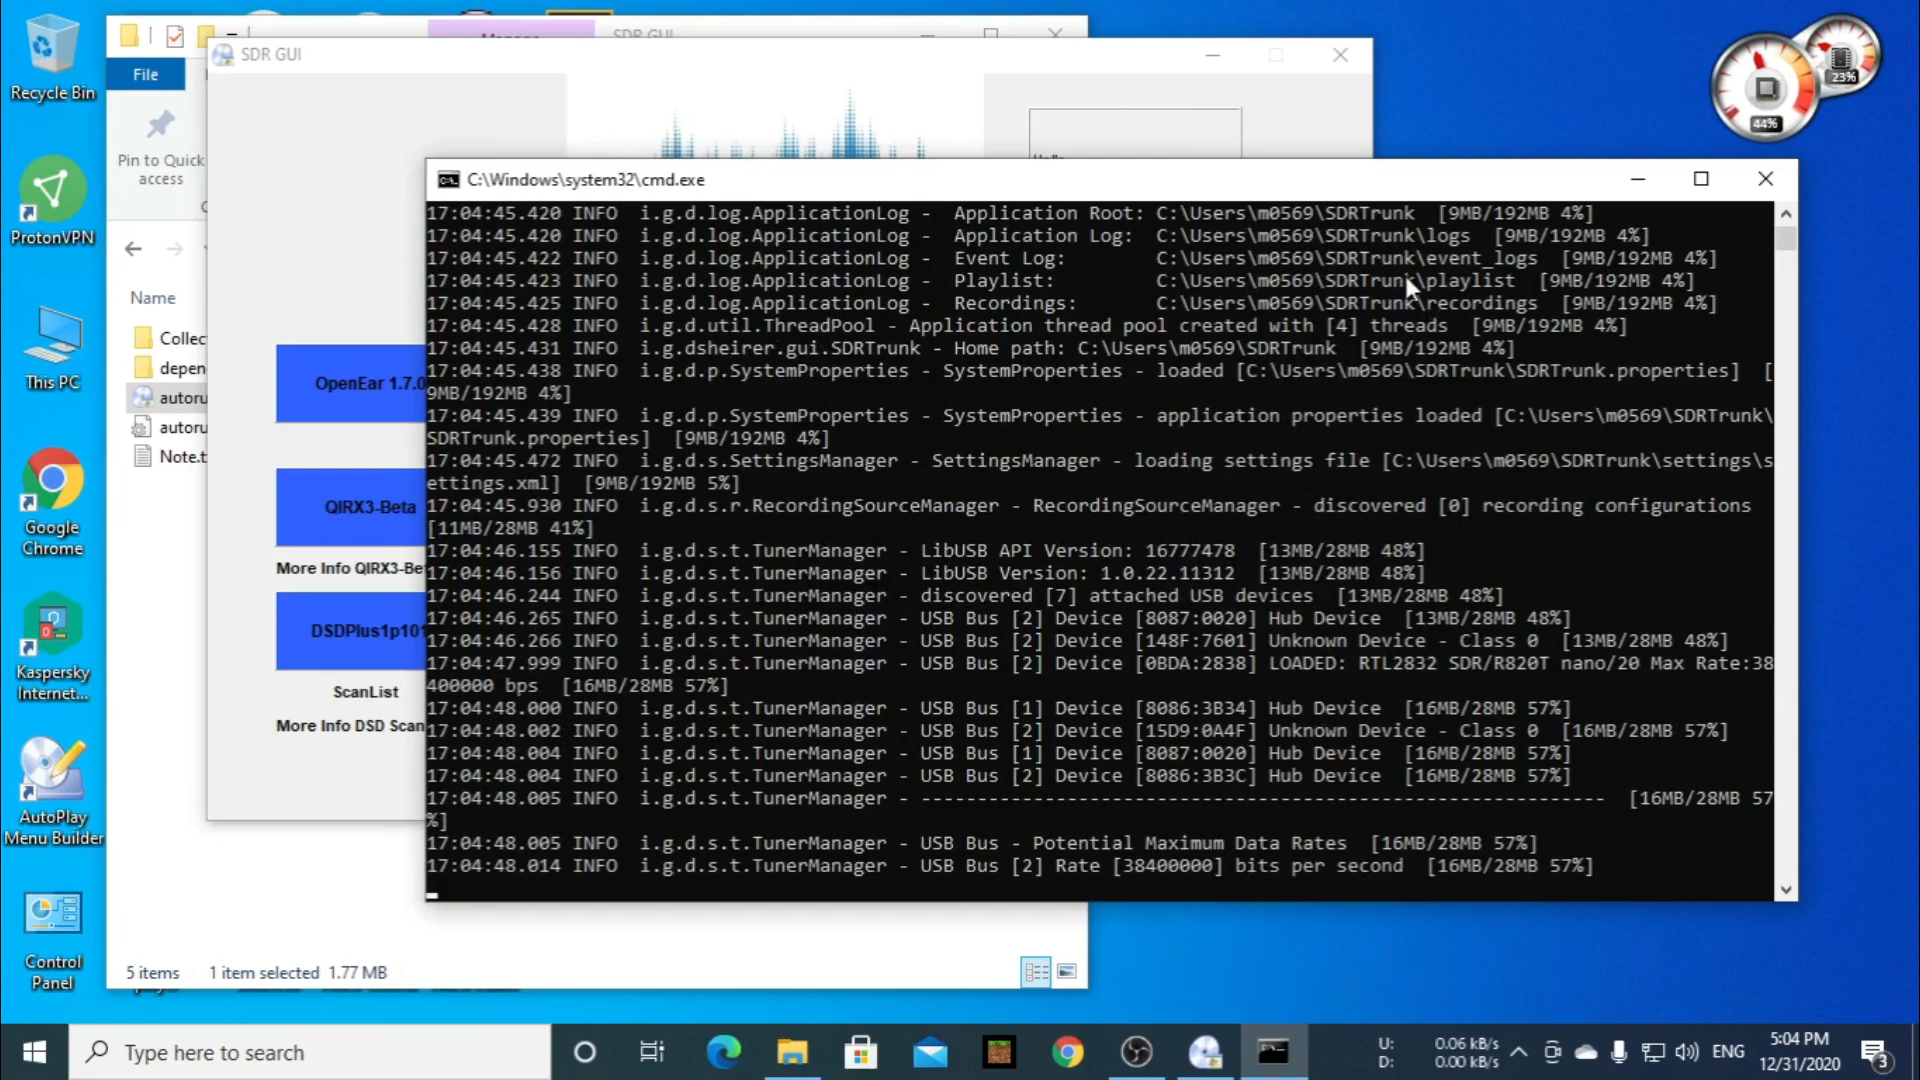 Recycle Bin
ProtonVPN
This PC
Google
Chrome
Kaspersky
Internet...
AutoPlay
Menu Builder
Control
Panel
SDR GUI
File
Pin to Quick
access
Name
Collec
depen
autoru
autoru
Note.t
5 items 1 item selected 1.77 MB
SDR GUI
OpenEar 1.7.0
QIRX3-Beta
More Info QIRX3-Be
DSDPlus1p101
ScanList
More Info DSD Scan
C:\Windows\system32\cmd.exe
17:04:45.420 INFO i.g.d.log.ApplicationLog - Application Root: C:\Users\m0569\SDRTrunk [9MB/192MB 4%]
17:04:45.420 INFO i.g.d.log.ApplicationLog - Application Log: C:\Users\m0569\SDRTrunk\logs [9MB/192MB 4%]
17:04:45.422 INFO i.g.d.log.ApplicationLog - Event Log: C:\Users\m0569\SDRTrunk\event_logs [9MB/192MB 4%]
17:04:45.423 INFO i.g.d.log.ApplicationLog - Playlist: C:\Users\m0569\SDRTrunk\playlist [9MB/192MB 4%]
17:04:45.425 INFO i.g.d.log.ApplicationLog - Recordings: C:\Users\m0569\SDRTrunk\recordings [9MB/192MB 4%]
17:04:45.428 INFO i.g.d.util.ThreadPool - Application thread pool created with [4] threads [9MB/192MB 4%]
17:04:45.431 INFO i.g.dsheirer.gui.SDRTrunk - Home path: C:\Users\m0569\SDRTrunk [9MB/192MB 4%]
17:04:45.438 INFO i.g.d.p.SystemProperties - SystemProperties - loaded [C:\Users\m0569\SDRTrunk\SDRTrunk.properties] [
9MB/192MB 4%]
17:04:45.439 INFO i.g.d.p.SystemProperties - SystemProperties - application properties loaded [C:\Users\m0569\SDRTrunk\
SDRTrunk.properties] [9MB/192MB 4%]
17:04:45.472 INFO i.g.d.s.SettingsManager - SettingsManager - loading settings file [C:\Users\m0569\SDRTrunk\settings\s
ettings.xml] [9MB/192MB 5%]
17:04:45.930 INFO i.g.d.s.r.RecordingSourceManager - RecordingSourceManager - discovered [0] recording configurations
[11MB/28MB 41%]
17:04:46.155 INFO i.g.d.s.t.TunerManager - LibUSB API Version: 16777478 [13MB/28MB 48%]
17:04:46.156 INFO i.g.d.s.t.TunerManager - LibUSB Version: 1.0.22.11312 [13MB/28MB 48%]
17:04:46.244 INFO i.g.d.s.t.TunerManager - discovered [7] attached USB devices [13MB/28MB 48%]
17:04:46.265 INFO i.g.d.s.t.TunerManager - USB Bus [2] Device [8087:0020] Hub Device [13MB/28MB 48%]
17:04:46.266 INFO i.g.d.s.t.TunerManager - USB Bus [2] Device [148F:7601] Unknown Device - Class 0 [13MB/28MB 48%]
17:04:47.999 INFO i.g.d.s.t.TunerManager - USB Bus [2] Device [0BDA:2838] LOADED: RTL2832 SDR/R820T nano/20 Max Rate:38
400000 bps [16MB/28MB 57%]
17:04:48.000 INFO i.g.d.s.t.TunerManager - USB Bus [1] Device [8086:3B34] Hub Device [16MB/28MB 57%]
17:04:48.002 INFO i.g.d.s.t.TunerManager - USB Bus [2] Device [15D9:0A4F] Unknown Device - Class 0 [16MB/28MB 57%]
17:04:48.004 INFO i.g.d.s.t.TunerManager - USB Bus [1] Device [8087:0020] Hub Device [16MB/28MB 57%]
17:04:48.004 INFO i.g.d.s.t.TunerManager - USB Bus [2] Device [8086:3B3C] Hub Device [16MB/28MB 57%]
17:04:48.005 INFO i.g.d.s.t.TunerManager - ------------------------------------------------------------- [16MB/28MB 57
%]
17:04:48.005 INFO i.g.d.s.t.TunerManager - USB Bus - Potential Maximum Data Rates [16MB/28MB 57%]
17:04:48.014 INFO i.g.d.s.t.TunerManager - USB Bus [2] Rate [38400000] bits per second [16MB/28MB 57%]
23%
44%
Type here to search
U: 0.06 kB/s
D: 0.00 kB/s
ENG
5:04 PM
12/31/2020
3